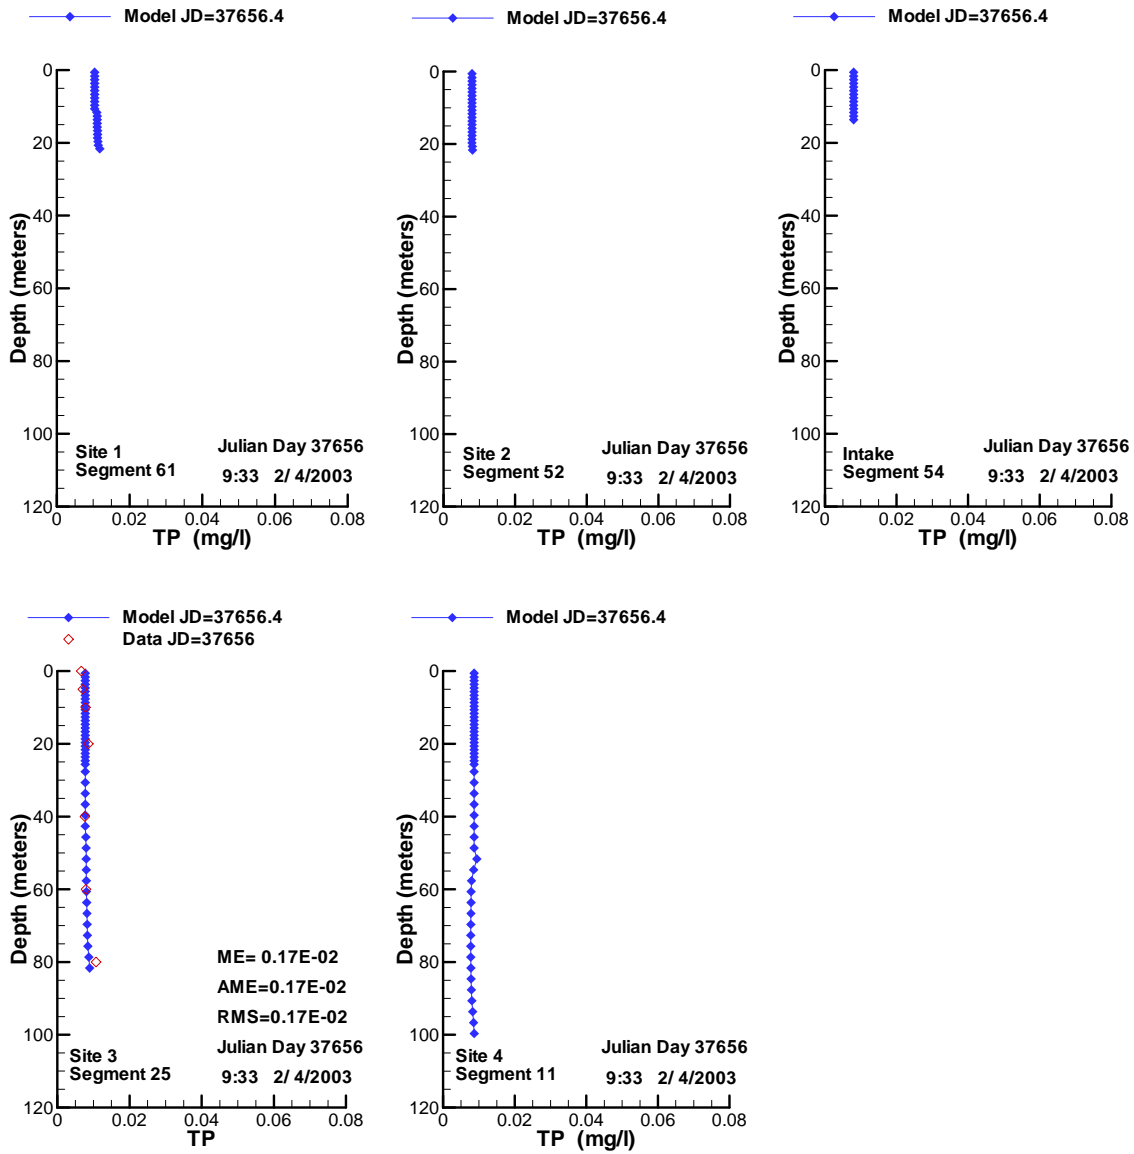 Model JD=37656.4
0
20
40
60
80
100
120
Depth (meters)
Site 1
Segment 61
Julian Day 37656
9:33 2/ 4/2003
0 0.02 0.04 0.06 0.08
TP (mg/l)
Model JD=37656.4
0
20
40
60
80
100
120
Depth (meters)
Site 2
Segment 52
Julian Day 37656
9:33 2/ 4/2003
0 0.02 0.04 0.06 0.08
TP (mg/l)
Model JD=37656.4
0
20
40
60
80
100
120
Depth (meters)
Intake
Segment 54
Julian Day 37656
9:33 2/ 4/2003
0 0.02 0.04 0.06 0.08
TP (mg/l)
Model JD=37656.4
Data JD=37656
0
20
40
60
80
100
120
Depth (meters)
ME= 0.17E-02
AME=0.17E-02
RMS=0.17E-02
Site 3
Segment 25
Julian Day 37656
9:33 2/ 4/2003
0 0.02 0.04 0.06 0.08
TP
Model JD=37656.4
0
20
40
60
80
100
120
Depth (meters)
Site 4
Segment 11
Julian Day 37656
9:33 2/ 4/2003
0 0.02 0.04 0.06 0.08
TP (mg/l)